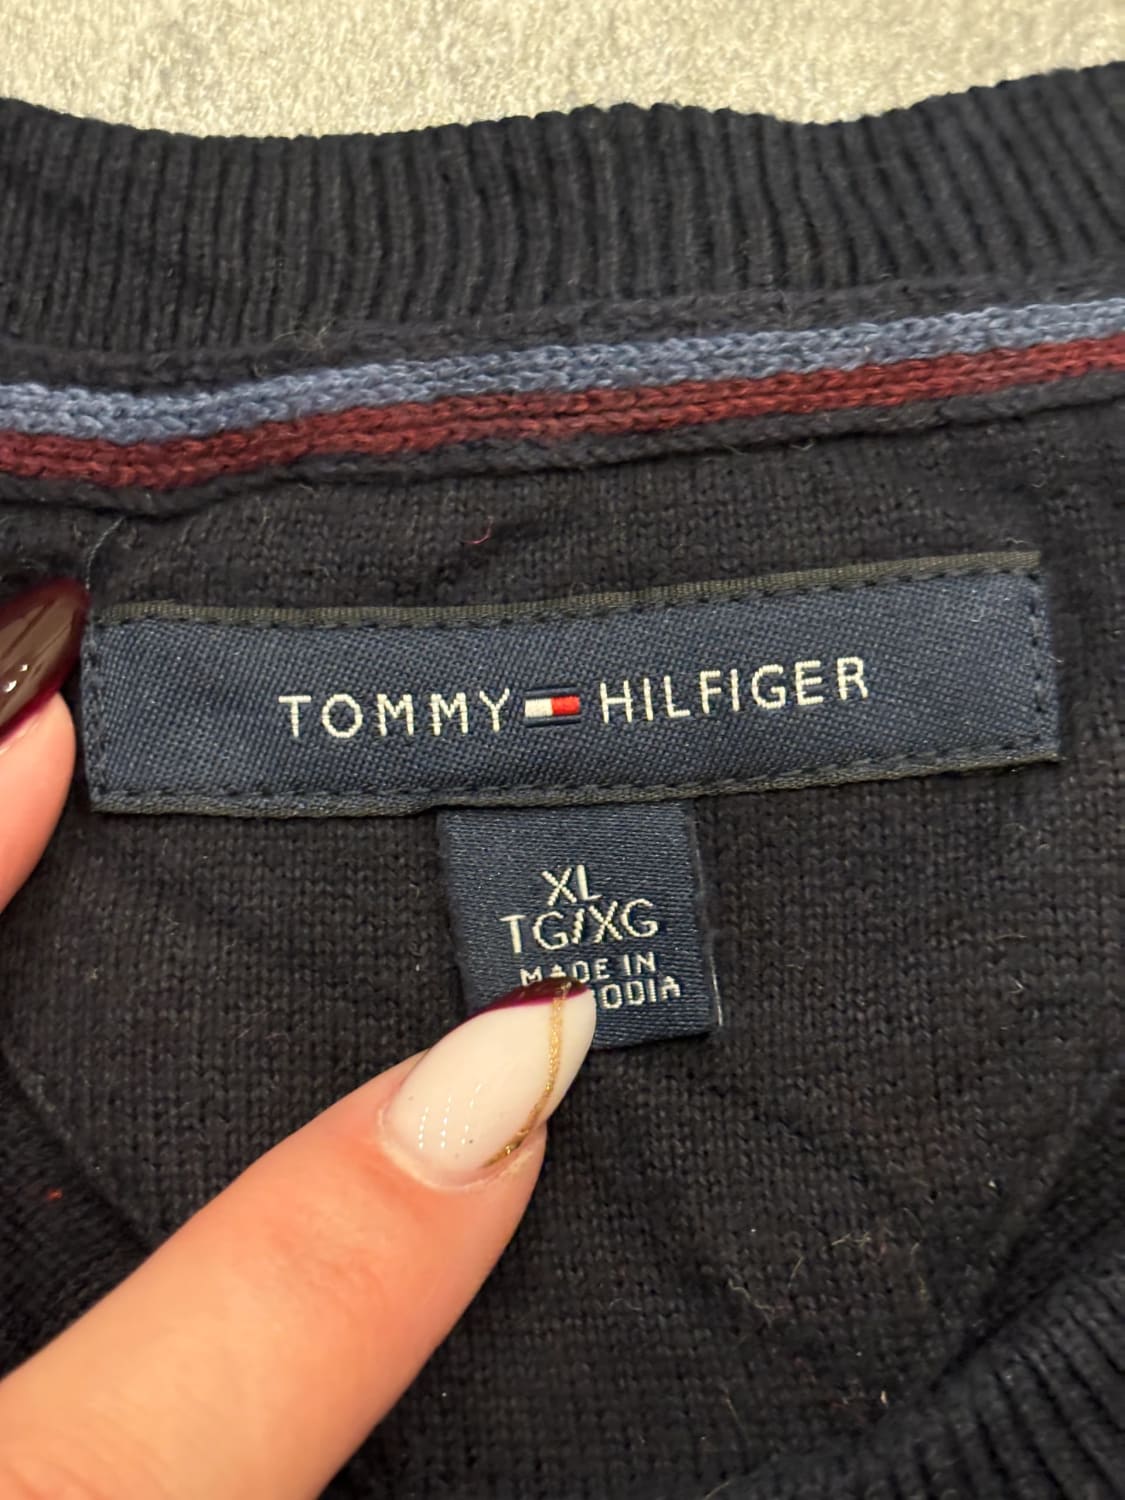 TOMMY HILFIGER
XL
TG/XG
MADE IN